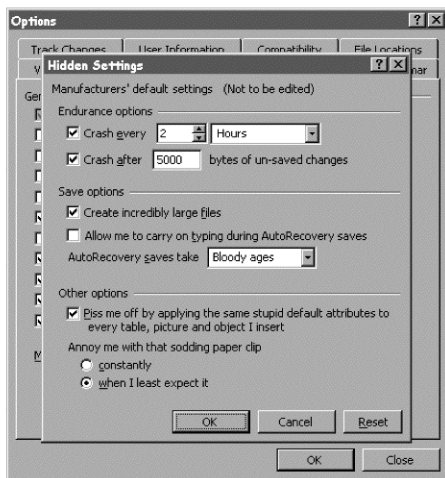 Options
Track Changes User Information Compatibility File Locations
Hidden Settings
Manufacturers' default settings (Not to be edited)
Endurance options
Crash every 2 Hours
Crash after 5000 bytes of un-saved changes
Save options
Create incredibly large files
Allow me to carry on typing during AutoRecovery saves
AutoRecovery saves take Bloody ages
Other options
Piss me off by applying the same stupid default attributes to
every table, picture and object I insert
Annoy me with that sodding paper clip
constantly
when I least expect it
OK Cancel Reset
OK Close